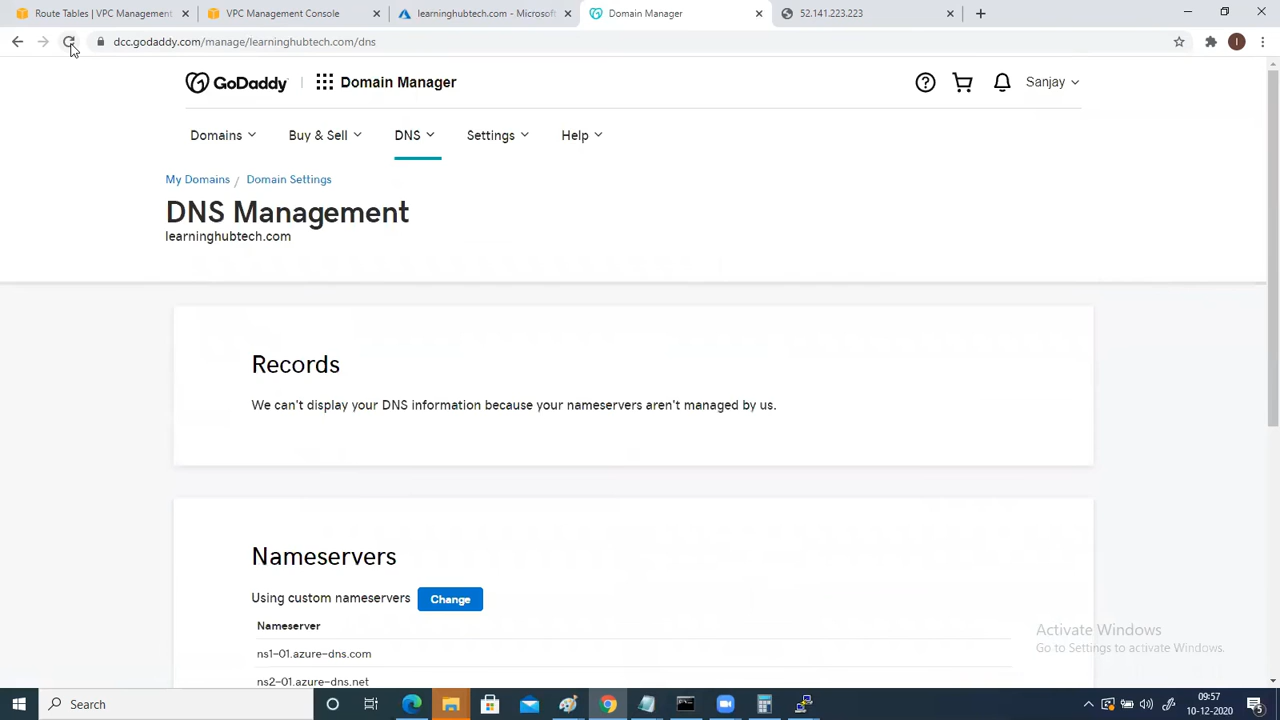 Route Tables | VPC Management
VPC Management Console
learninghubtech.com - Microsoft
Domain Manager
52.141.223.223
dcc.godaddy.com/manage/learninghubtech.com/dns
I
GoDaddy
Domain Manager
Sanjay
Domains
Buy & Sell
DNS
Settings
Help
My Domains / Domain Settings
DNS Management
learninghubtech.com
Records
We can't display your DNS information because your nameservers aren't managed by us.
Nameservers
Using custom nameservers
Change
Nameserver
ns1-01.azure-dns.com
ns2-01.azure-dns.net
Activate Windows
Go to Settings to activate Windows.
Search
09:57
10-12-2020